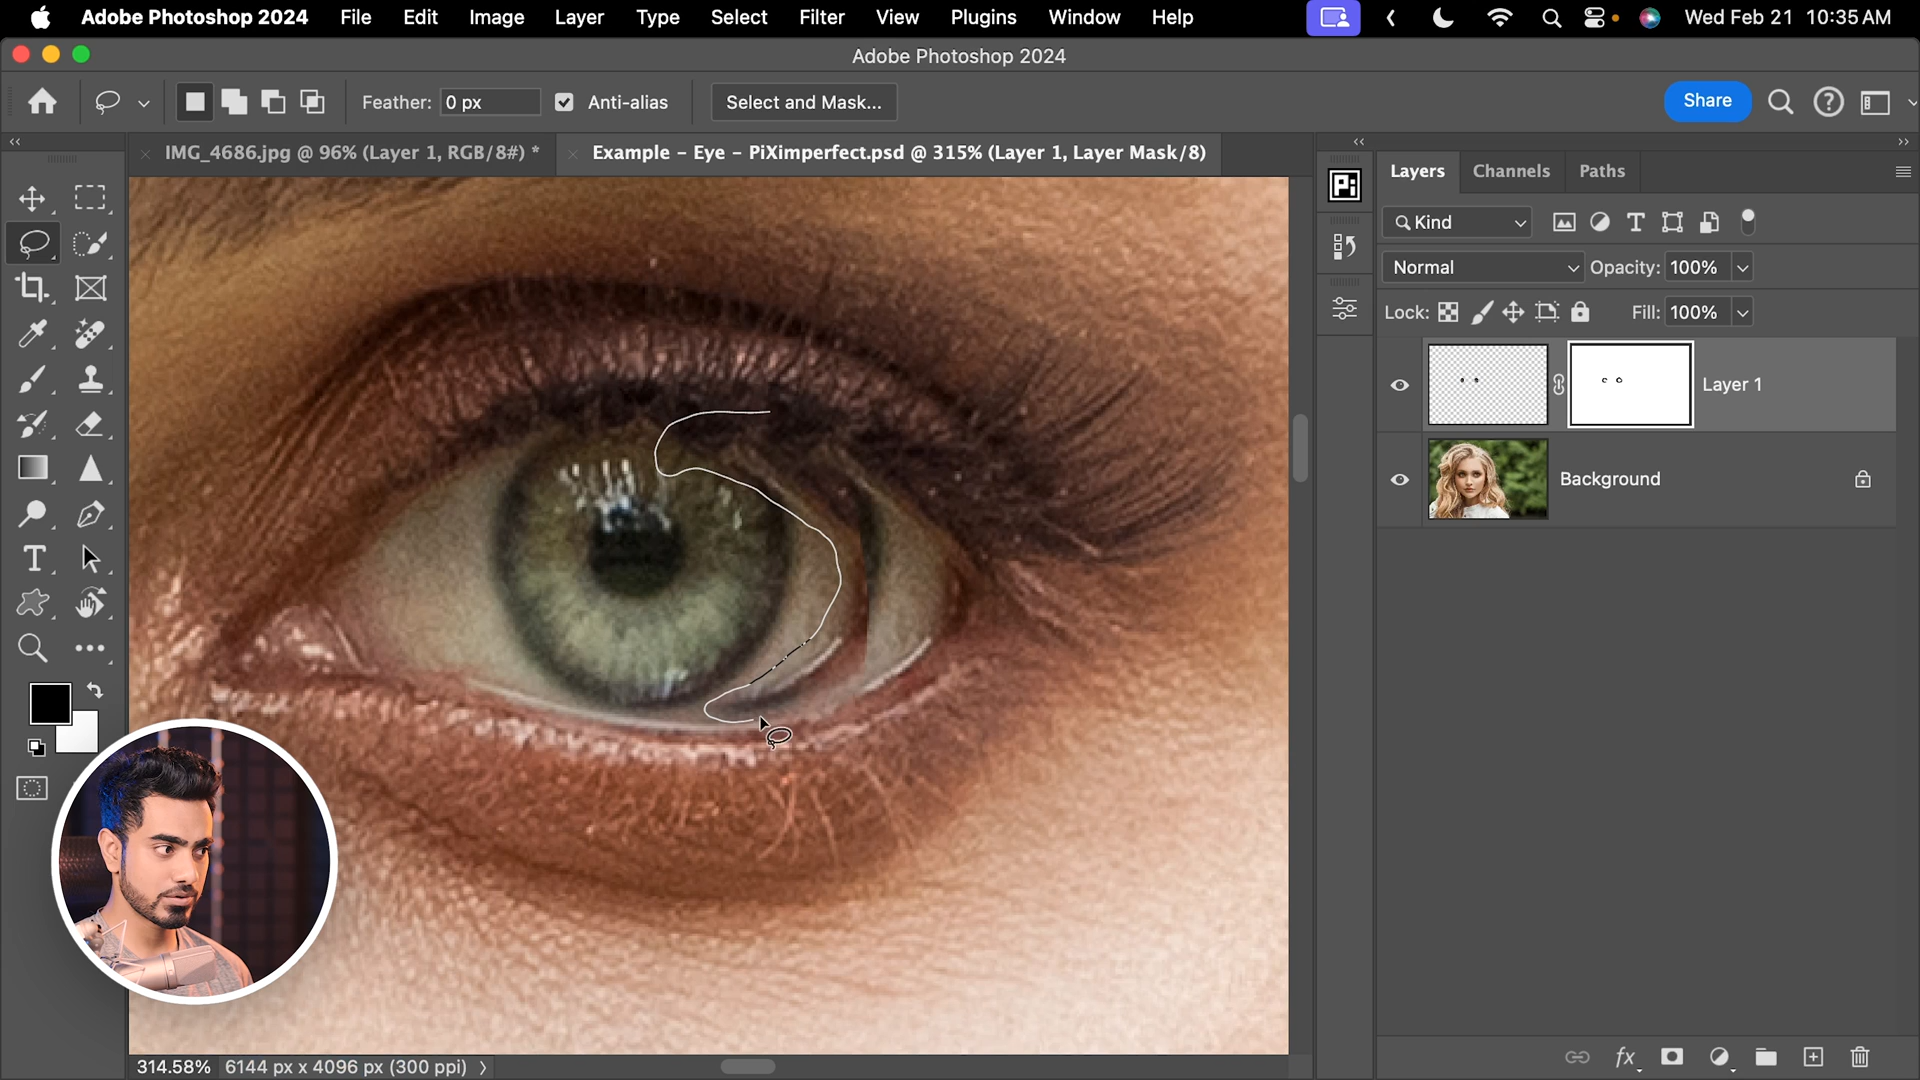 Adobe Photoshop 2024 File Edit Image Layer Type Select Filter View Plugins Window Help Wed Feb 21 10:35 AM
Adobe Photoshop 2024
Feather: 0 px Anti-alias Select and Mask... Share
IMG_4686.jpg @ 96% (Layer 1, RGB/8#) * Example – Eye – PiXimperfect.psd @ 315% (Layer 1, Layer Mask/8)
Layers Channels Paths
Pi
Kind
Normal Opacity: 100%
Lock: Fill: 100%
Layer 1
Background
T
fx
314.58% 6144 px x 4096 px (300 ppi)